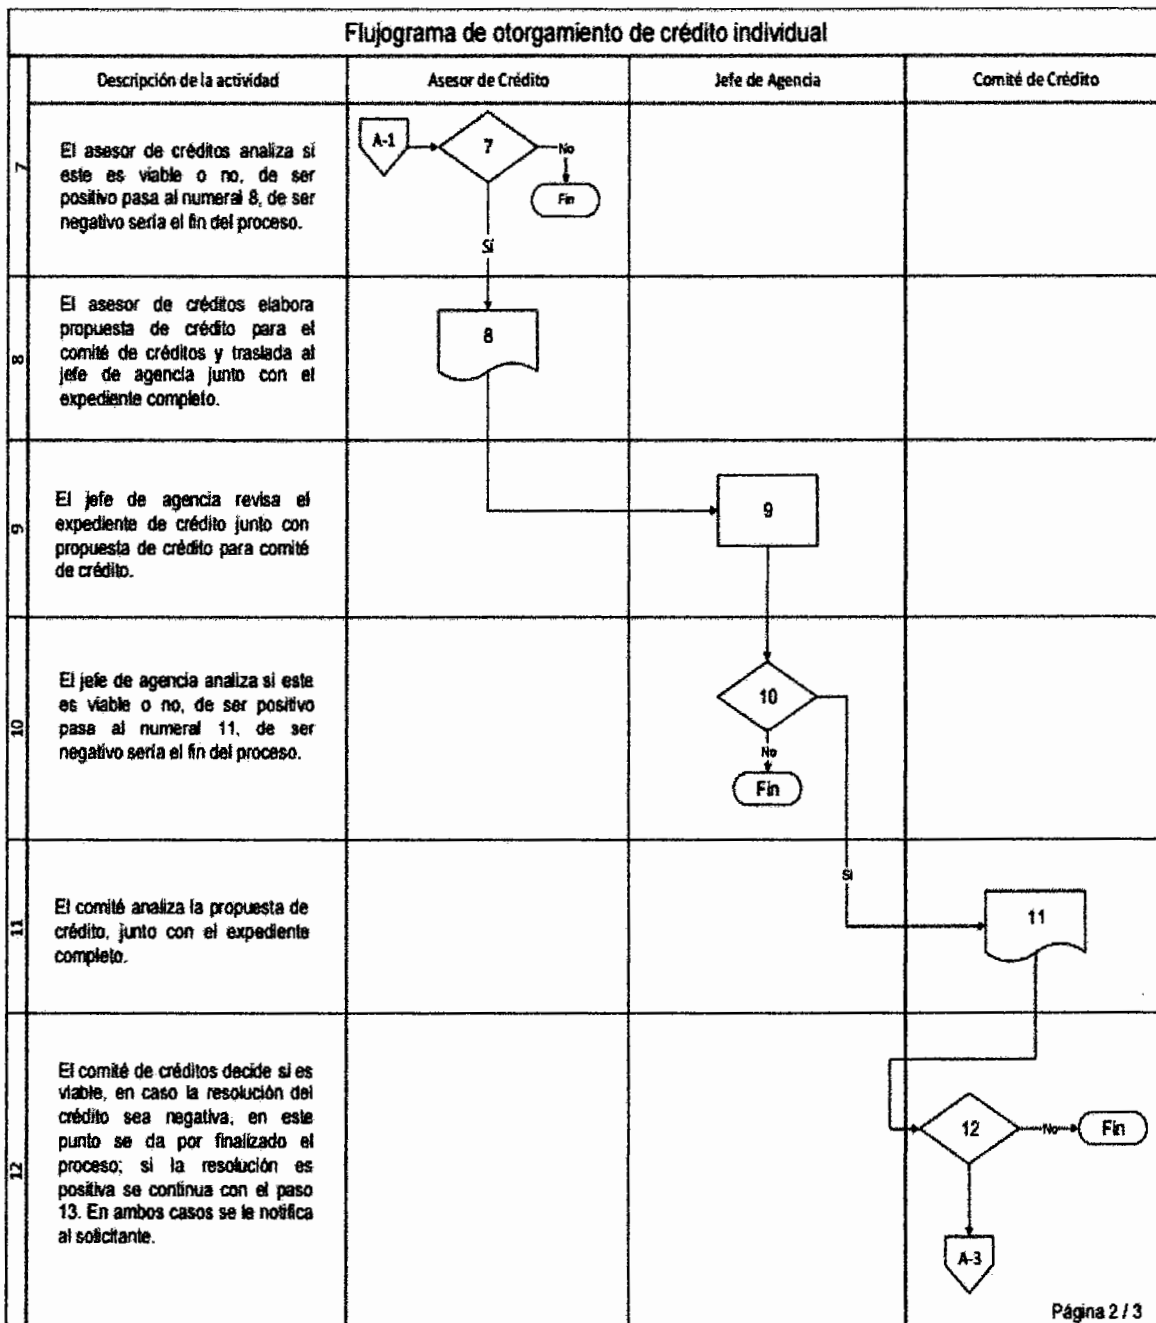 Flujograma de otorgamiento de crédito individual
Descripción de la actividad
Asesor de Crédito
Jefe de Agencia
Comité de Crédito
7
El asesor de créditos analiza si
este es viable o no, de ser
positivo pasa al numeral 8, de ser
negativo sería el fin del proceso.
A-1
7
No
Fin
Sí
8
El asesor de créditos elabora
propuesta de crédito para el
comité de créditos y traslada al
jefe de agencia junto con el
expediente completo.
8
9
El jefe de agencia revisa el
expediente de crédito junto con
propuesta de crédito para comité
de crédito.
9
10
El jefe de agencia analiza si este
es viable o no, de ser positivo
pasa al numeral 11, de ser
negativo sería el fin del proceso.
10
No
Fin
Si
11
El comité analiza la propuesta de
crédito, junto con el expediente
completo.
11
12
El comité de créditos decide si es
viable, en caso la resolución del
crédito sea negativa, en este
punto se da por finalizado el
proceso; si la resolución es
positiva se continua con el paso
13. En ambos casos se le notifica
al solicitante.
12
No
Fin
A-3
Página 2 / 3